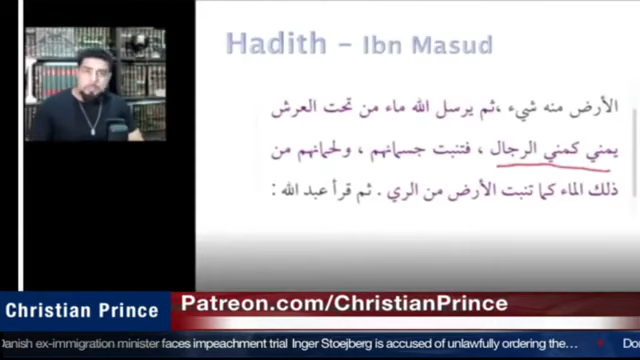 Hadith – Ibn Masud
الأرض منه شيء ، ثم يرسل الله ماء من تحت العرش
يمني كمني الرجال ، فتنبت جسمانهم ، ولحمانهم من
ذلك الماء كما تنبت الأرض من الري . ثم قرأ عبد الله :
Christian Prince
Patreon.com/ChristianPrince
Danish ex-immigration minister faces impeachment trial Inger Stoejberg is accused of unlawfully ordering the…